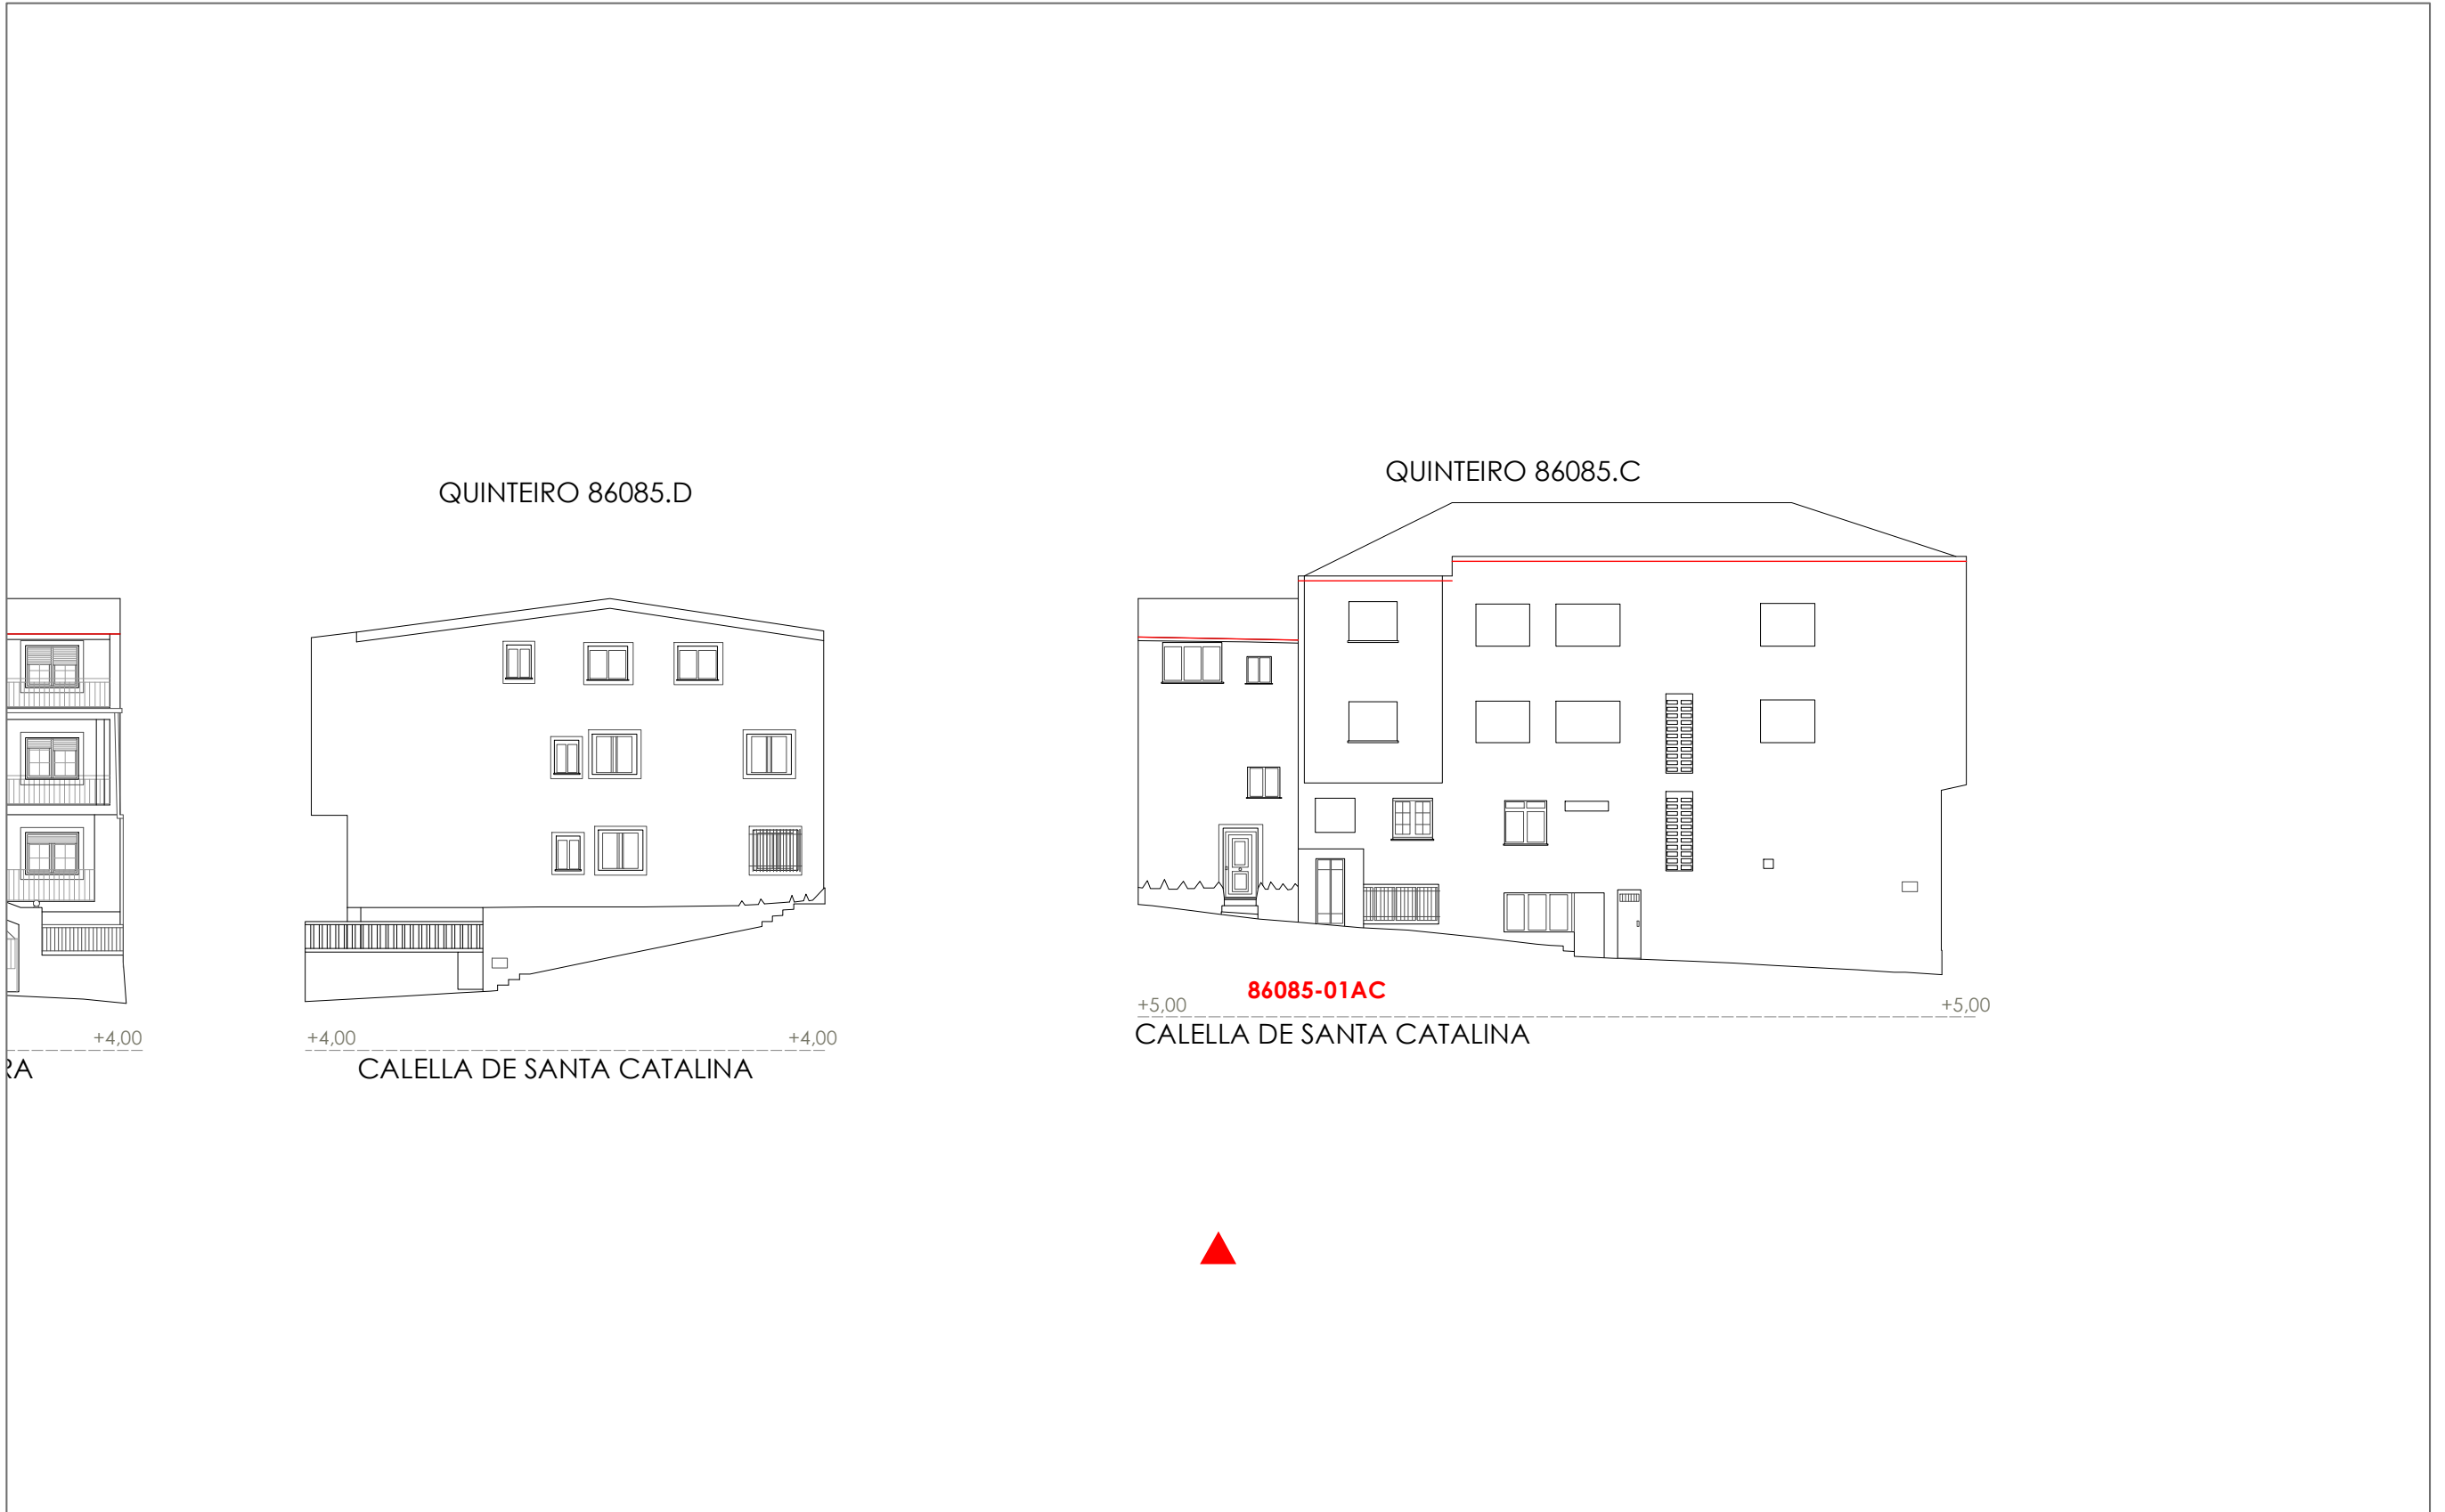 QUINTEIRO 86085.D
QUINTEIRO 86085.C
86085-01AC
+5,00
+5,00
CALELLA DE SANTA CATALINA
+4,00
+4,00
+4,00
CALELLA DE SANTA CATALINA